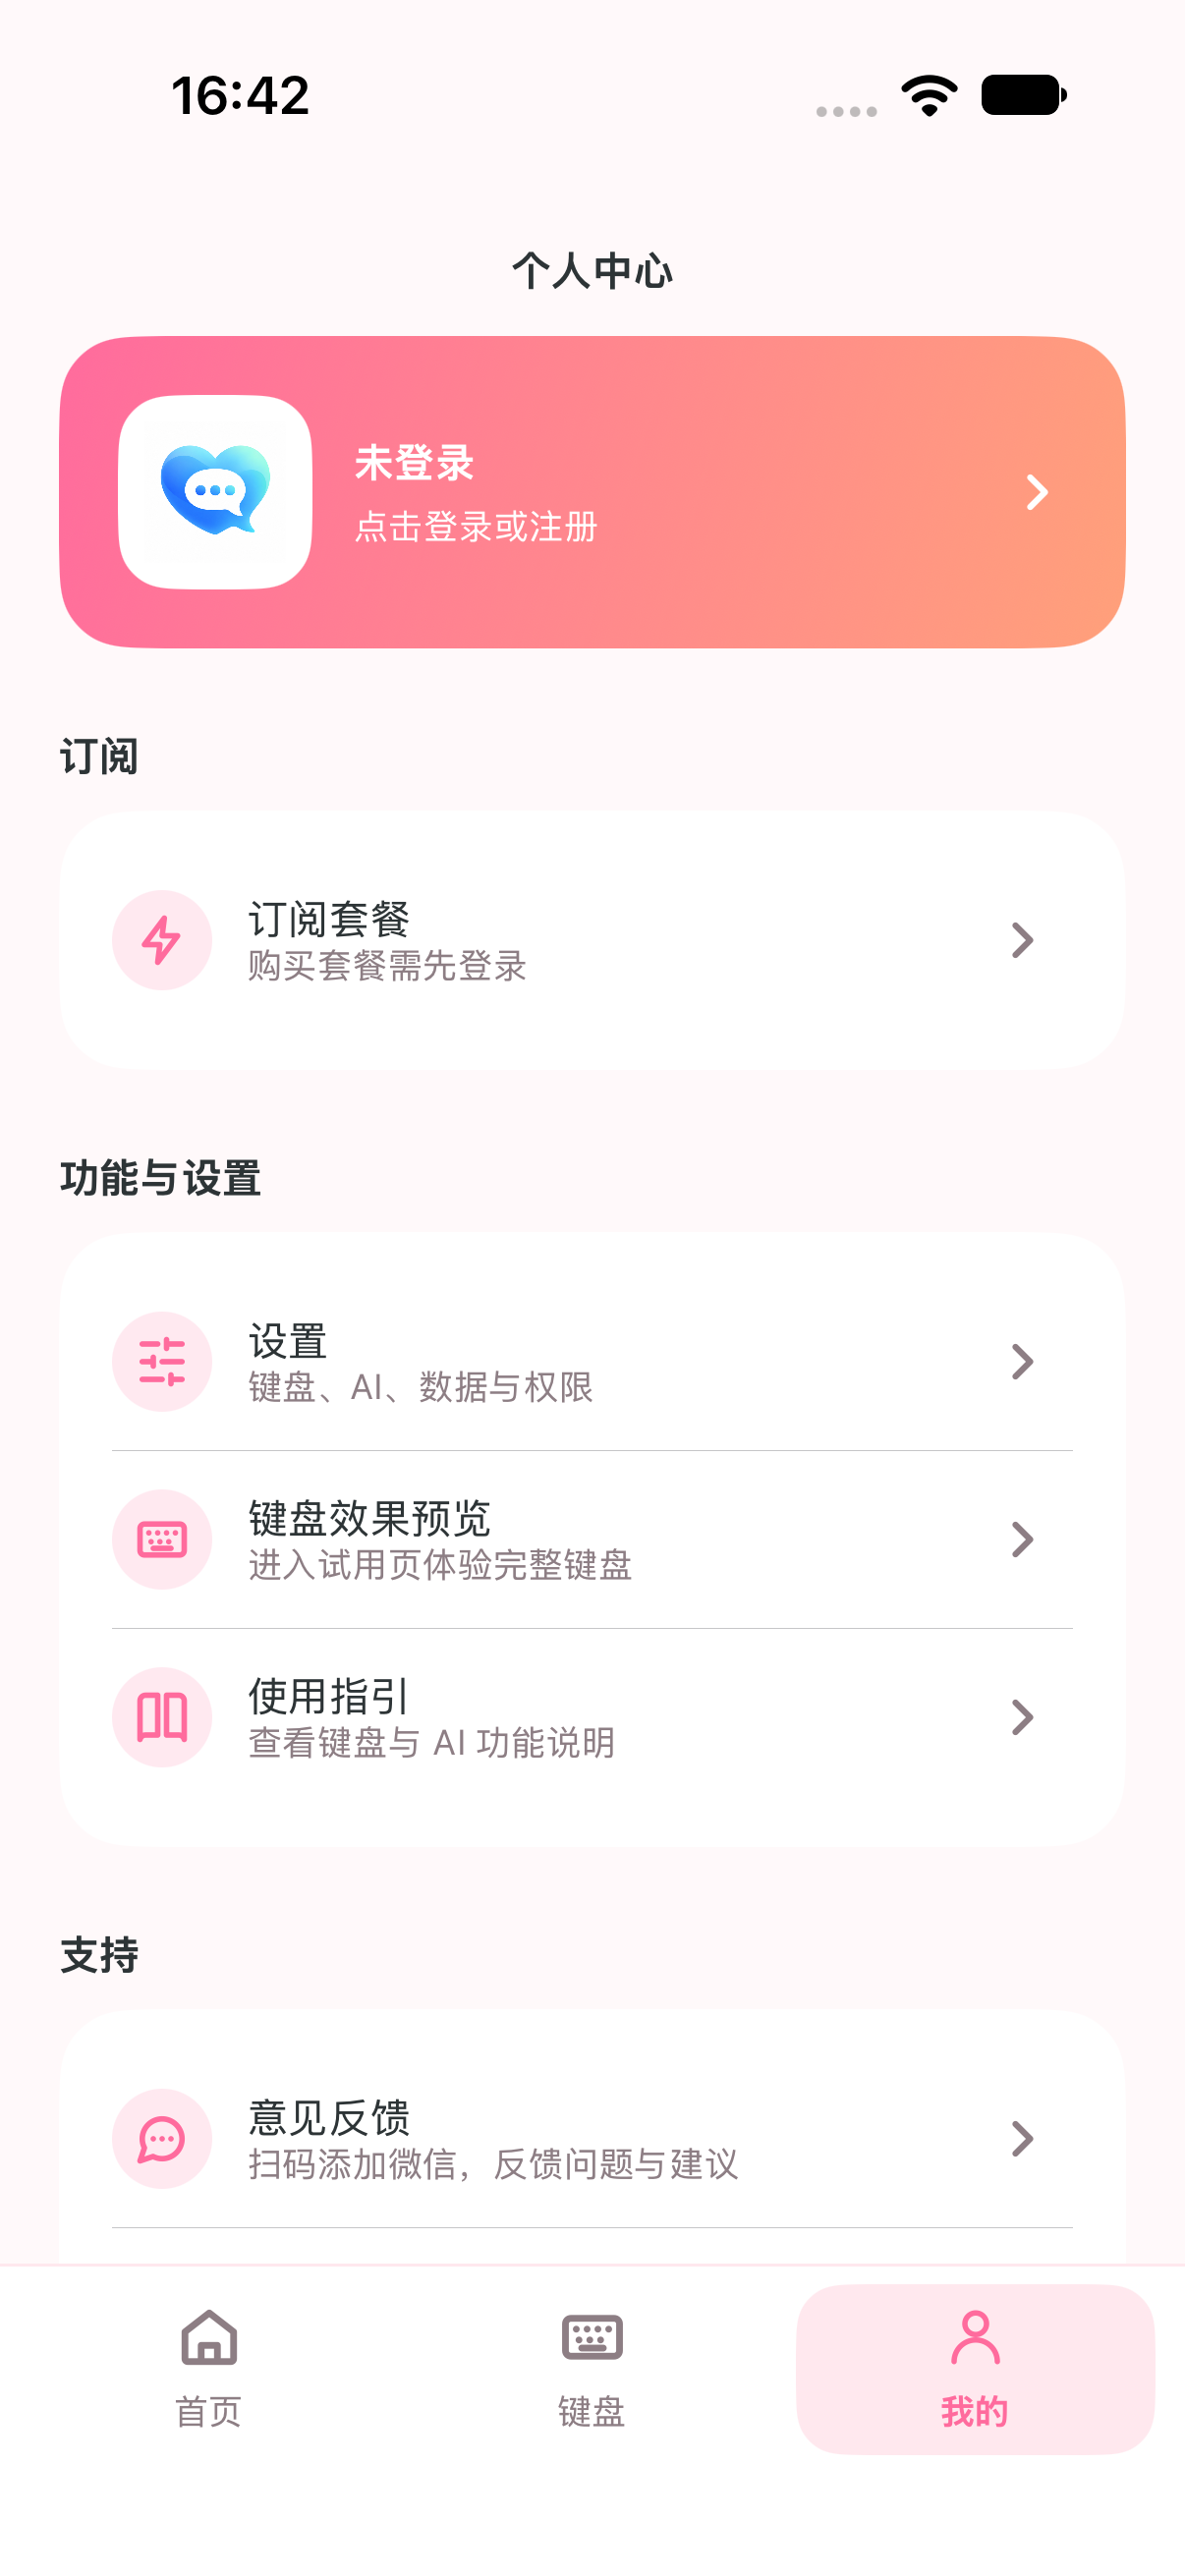 16:42
个人中心
未登录
点击登录或注册
订阅
订阅套餐
购买套餐需先登录
功能与设置
设置
键盘、AI、数据与权限
键盘效果预览
进入试用页体验完整键盘
使用指引
查看键盘与 AI 功能说明
支持
意见反馈
扫码添加微信，反馈问题与建议
首页
键盘
我的